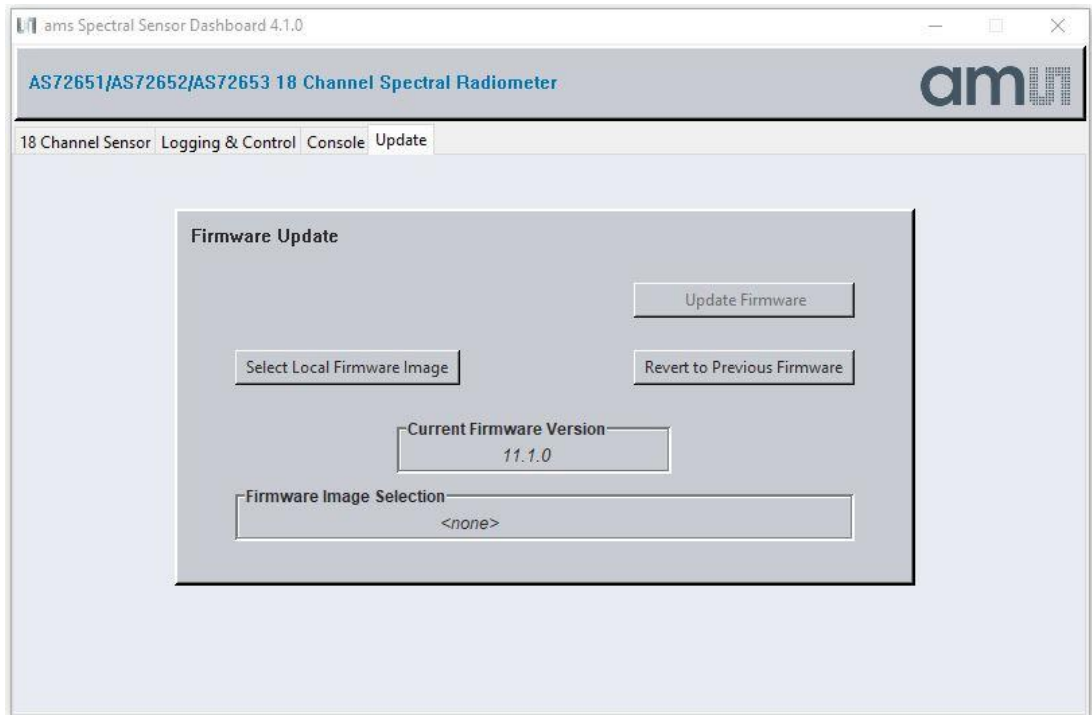 ams Spectral Sensor Dashboard 4.1.0
AS72651/AS72652/AS72653 18 Channel Spectral Radiometer
am
18 Channel Sensor Logging & Control Console Update
Firmware Update
Update Firmware
Select Local Firmware Image Revert to Previous Firmware
Current Firmware Version
11.1.0
Firmware Image Selection
<none>